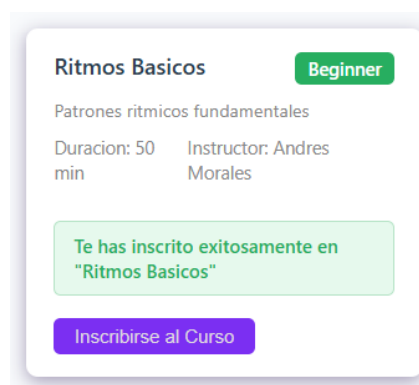 Ritmos Basicos
Beginner
Patrones ritmicos fundamentales
Duracion: 50
min
Instructor: Andres
Morales
Te has inscrito exitosamente en
"Ritmos Basicos"
Inscribirse al Curso